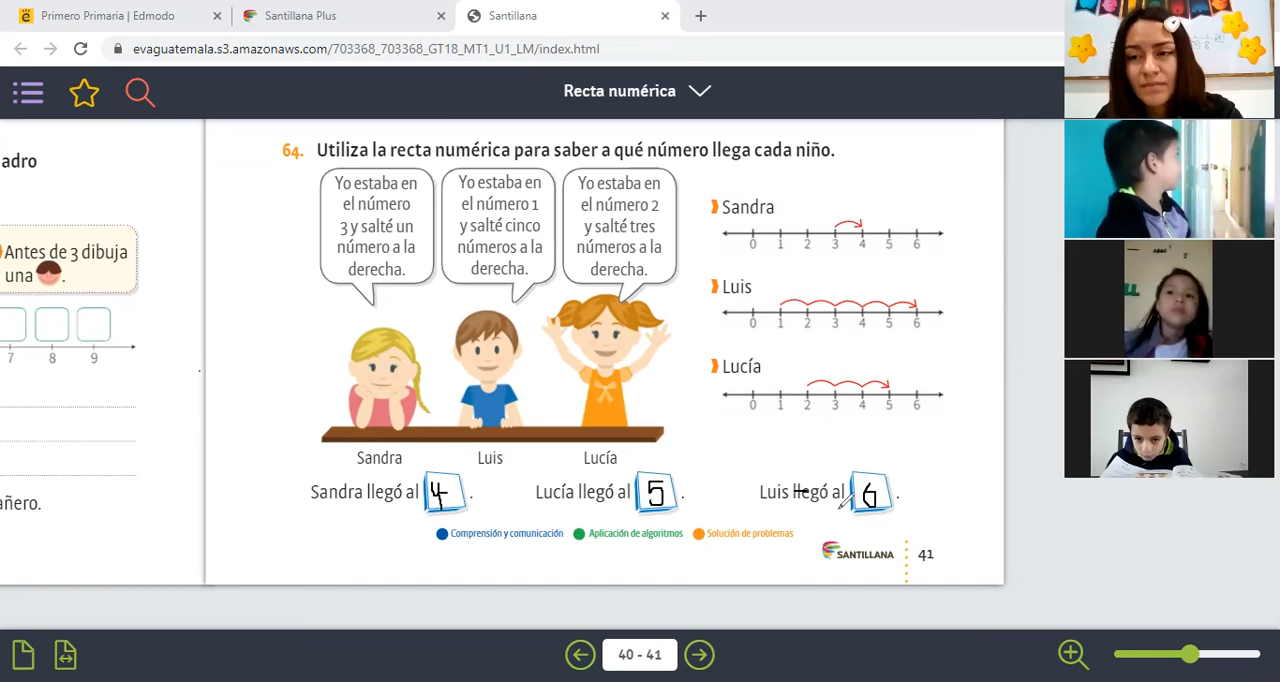 Primero Primaria | Edmodo
Santillana Plus
Santillana
evaguatemala.s3.amazonaws.com/703368_703368_GT18_MT1_U1_LM/index.html
Recta numérica
adro
Antes de 3 dibuja
una
.
7 8 9
añero.
64. Utiliza la recta numérica para saber a qué número llega cada niño.
Yo estaba en
el número
3 y salté un
número a la
derecha.
Yo estaba en
el número 1
y salté cinco
números a la
derecha.
Yo estaba en
el número 2
y salté tres
números a la
derecha.
Sandra
0 1 2 3 4 5 6
Luis
0 1 2 3 4 5 6
Lucía
0 1 2 3 4 5 6
Sandra Luis Lucía
Sandra llegó al 4.
Lucía llegó al 5.
Luis llegó al 6.
Comprensión y comunicación Aplicación de algoritmos Solución de problemas
SANTILLANA 41
40 - 41